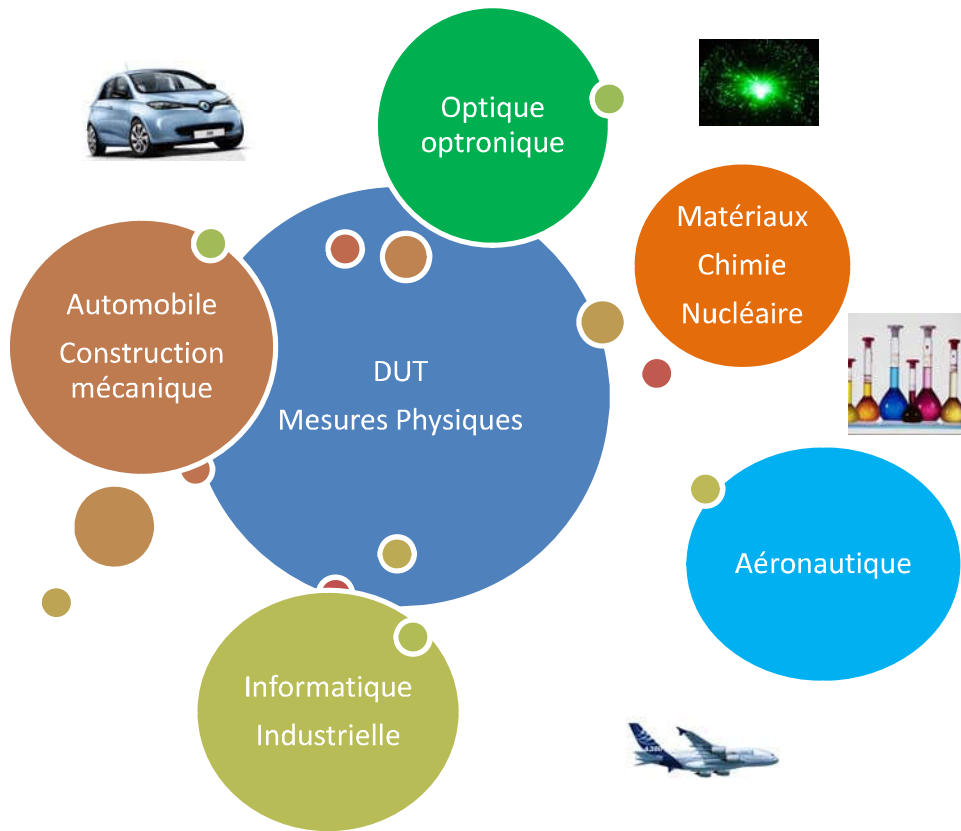 Optique
optronique
Matériaux
Chimie
Nucléaire
Automobile
Construction
mécanique
DUT
Mesures Physiques
Aéronautique
Informatique
Industrielle